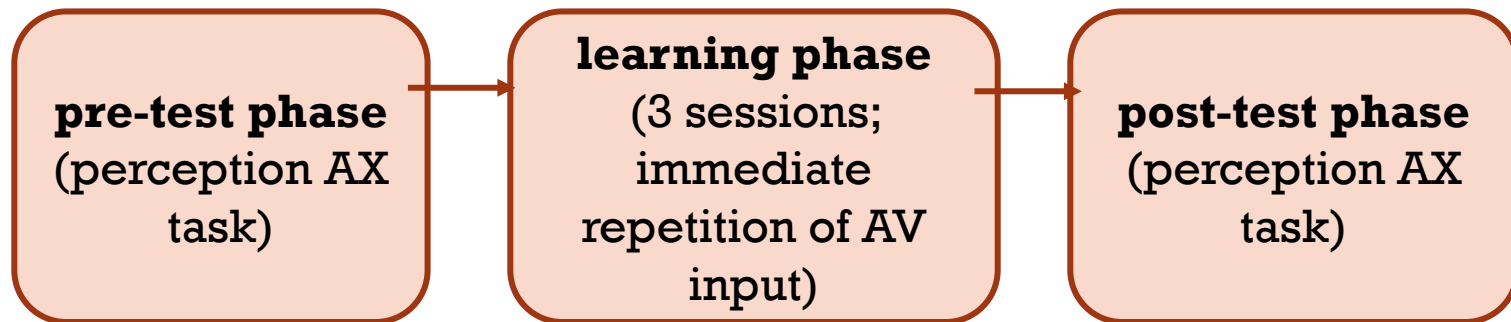 pre-test phase
(perception AX
task)
learning phase
(3 sessions;
immediate
repetition of AV
input)
post-test phase
(perception AX
task)